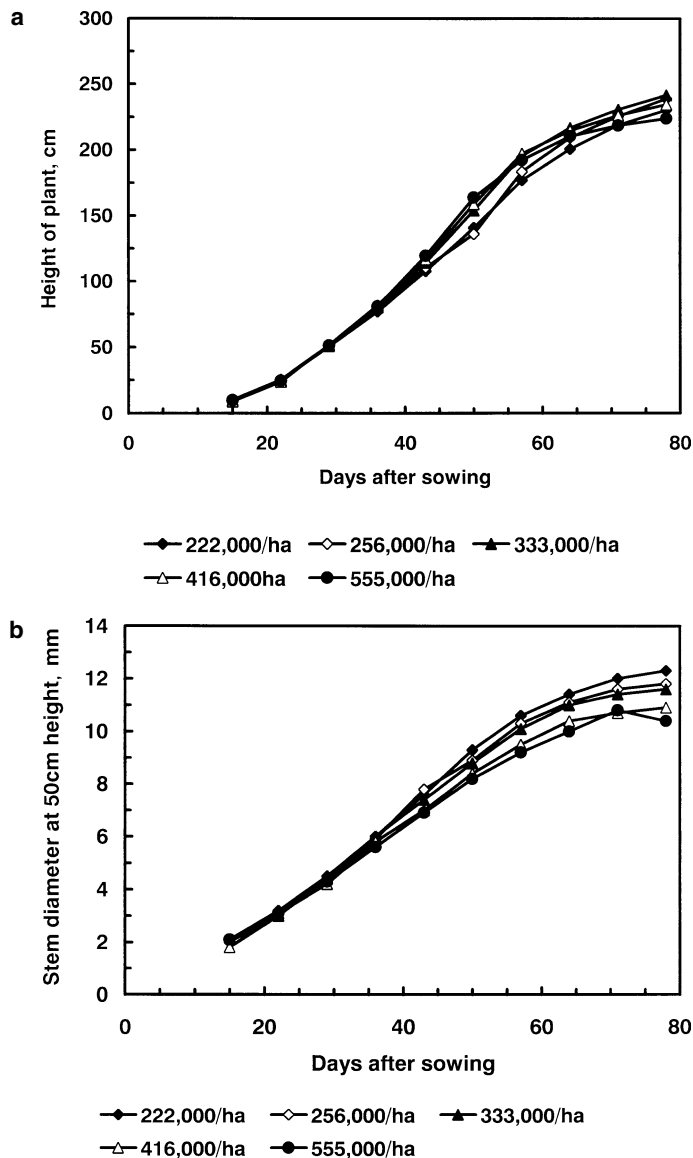 a
300
250
200
150
100
50
0
Height of plant, cm
0 20 40 60 80
Days after sowing
222,000/ha 256,000/ha 333,000/ha
416,000ha 555,000/ha
b
14
12
10
8
6
4
2
0
Stem diameter at 50cm height, mm
0 20 40 60 80
Days after sowing
222,000/ha 256,000/ha 333,000/ha
416,000/ha 555,000/ha